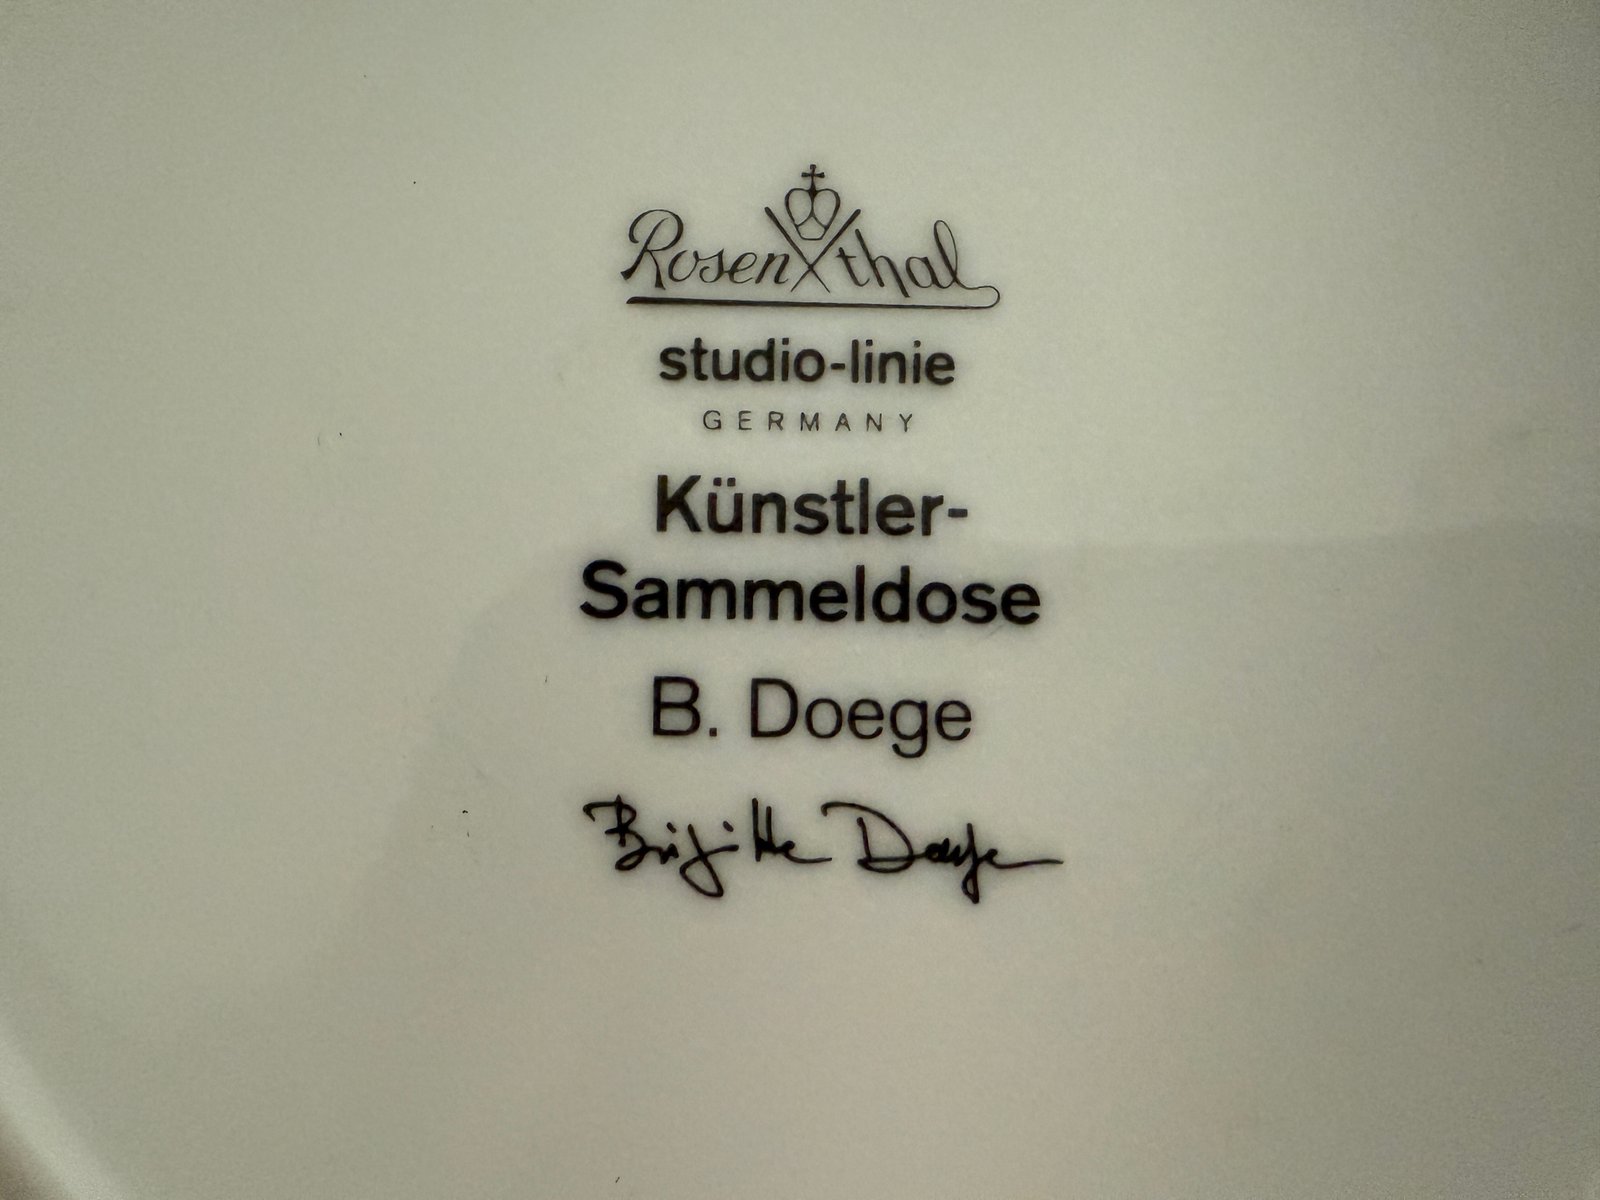 Rosenthal
studio-linie
GERMANY
Künstler-
Sammeldose
B. Doege
Brigitte Doege